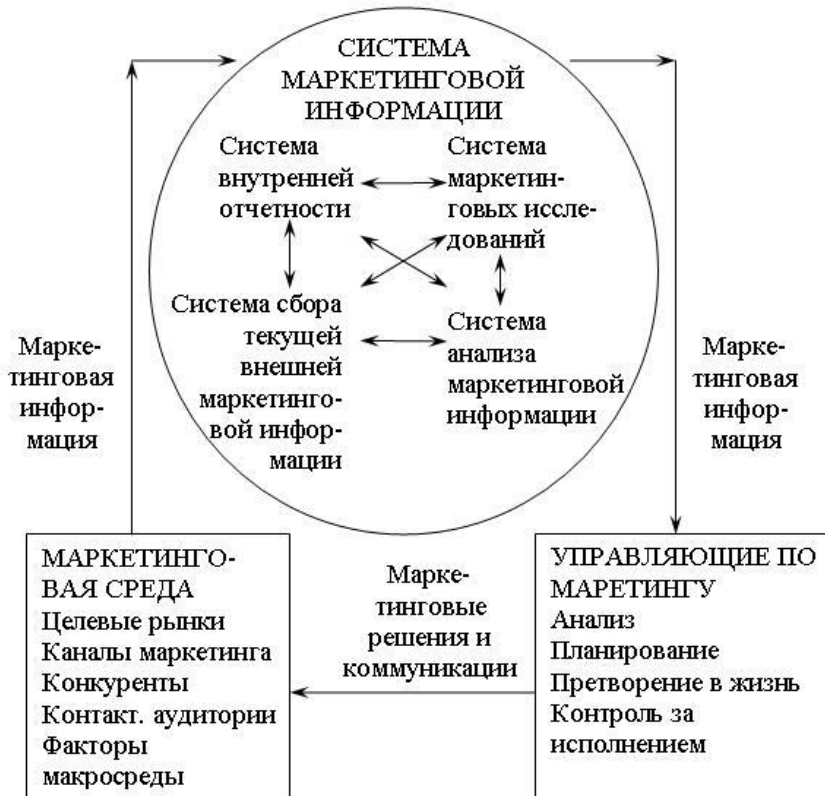 СИСТЕМА
МАРКЕТИНГОВОЙ
ИНФОРМАЦИИ
Система
внутренней
отчетности
Система
маркетин-
говых иссле-
дований
Система сбора
текущей
внешней
маркетинго-
вой инфор-
мации
Система
анализа
маркетинговой
информации
Марке-
тинговая
инфор-
мация
Марке-
тинговая
инфор-
мация
МАРКЕТИНГО-
ВАЯ СРЕДА
Целевые рынки
Каналы маркетинга
Конкуренты
Контакт. аудитории
Факторы
макросреды
Марке-
тинговые
решения и
коммуникации
УПРАВЛЯЮЩИЕ ПО
МАРЕТИНГУ
Анализ
Планирование
Претворение в жизнь
Контроль за
исполнением